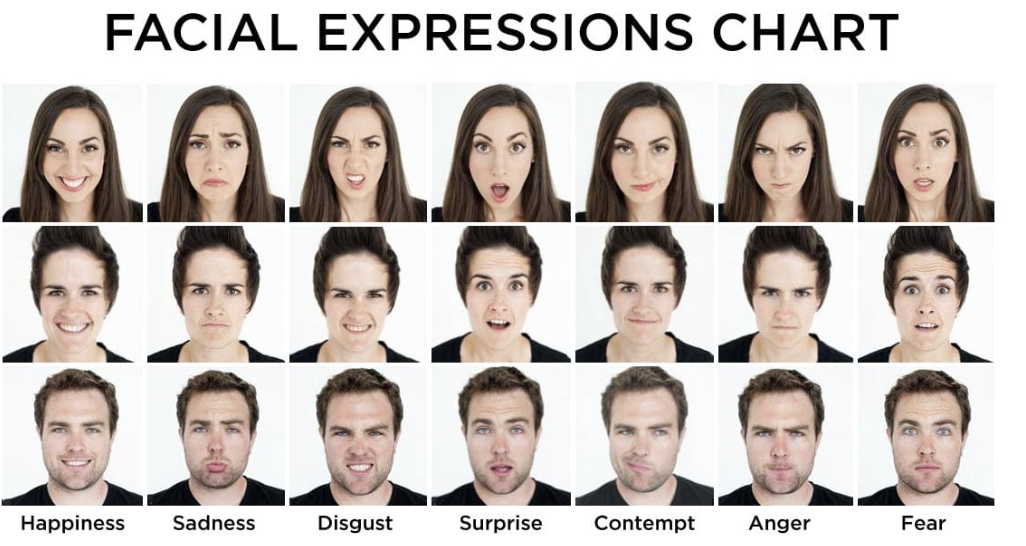 FACIAL EXPRESSIONS CHART
Happiness Sadness Disgust Surprise Contempt Anger Fear